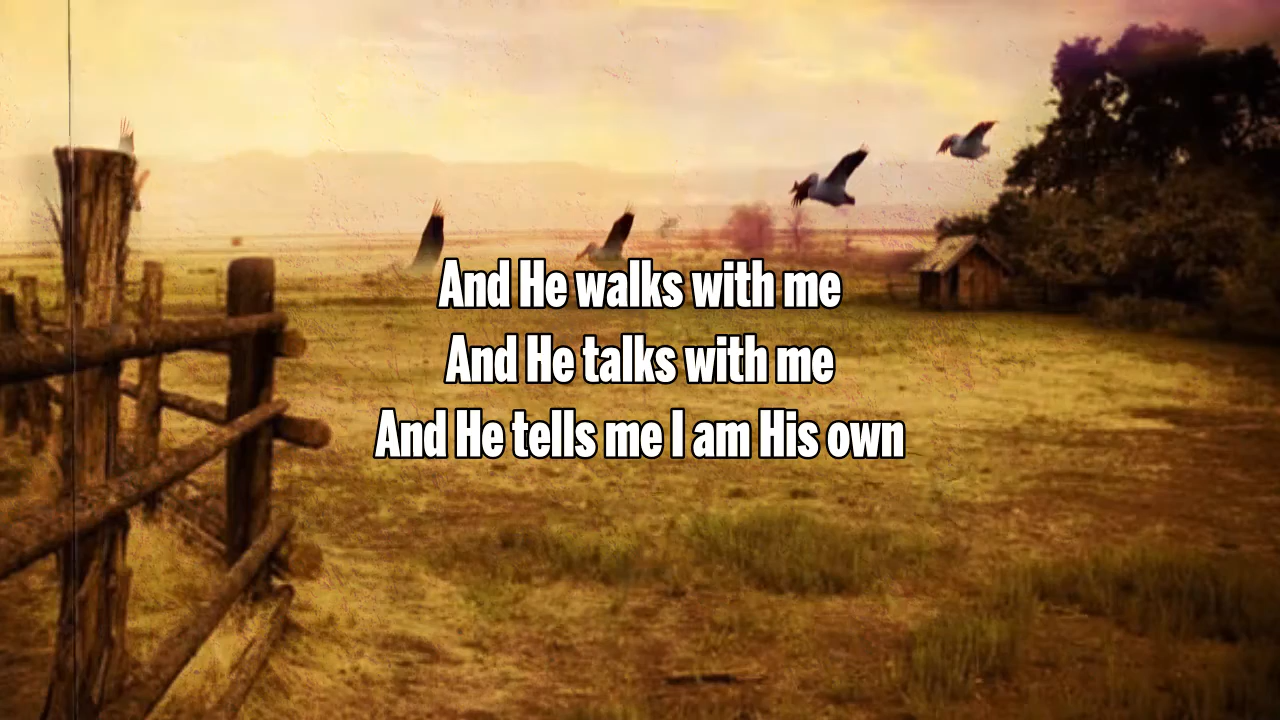 And He walks with me
And He talks with me
And He tells me I am His own